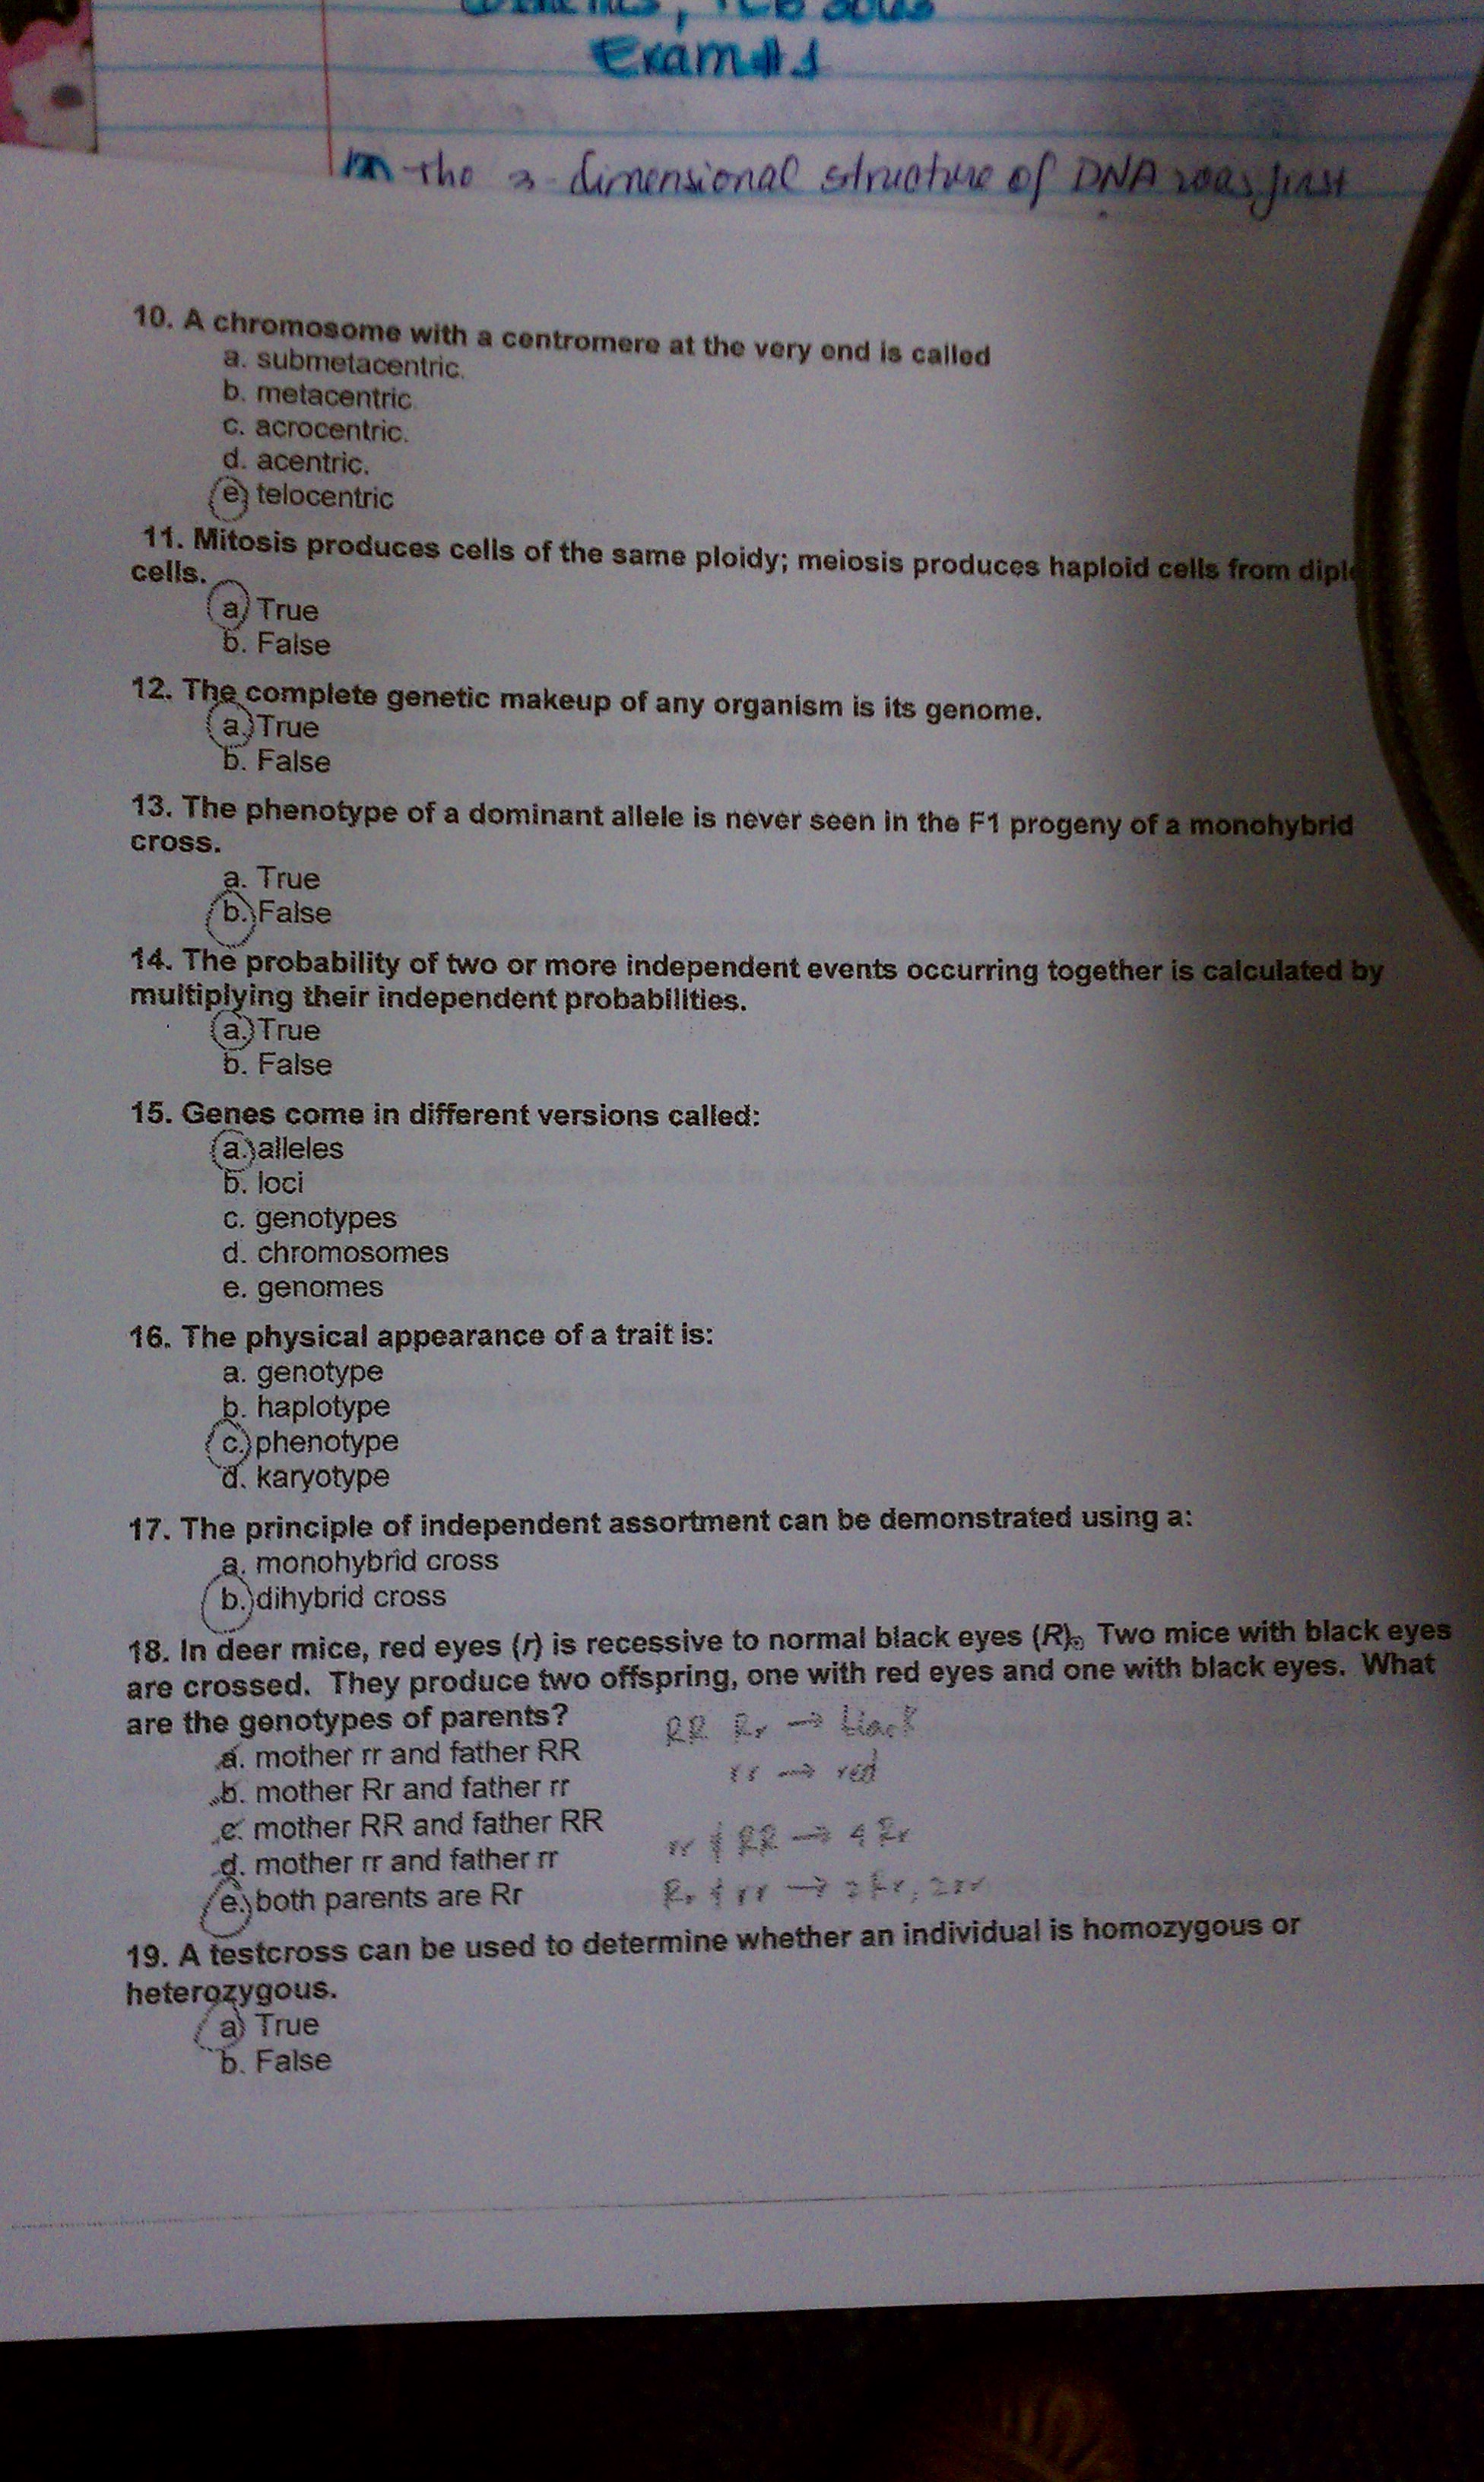 Exam #1
the 3-dimensional structure of DNA was first
10. A chromosome with a centromere at the very end is called
a. submetacentric.
b. metacentric
c. acrocentric.
d. acentric.
e) telocentric
11. Mitosis produces cells of the same ploidy; meiosis produces haploid cells from
cells.
a) True
b. False
12. The complete genetic makeup of any organism is its genome.
a. True
b. False
13. The phenotype of a dominant allele is never seen in the F1 progeny of a monohybrid
cross.
a. True
b. False
14. The probability of two or more independent events occurring together is calculated by
multiplying their independent probabilities.
a. True
b. False
15. Genes come in different versions called:
a. alleles
b. loci
c. genotypes
d. chromosomes
e. genomes
16. The physical appearance of a trait is:
a. genotype
b. haplotype
c. phenotype
d. karyotype
17. The principle of independent assortment can be demonstrated using a:
a. monohybrid cross
b. dihybrid cross
18. In deer mice, red eyes (r) is recessive to normal black eyes (R). Two mice with black eyes
are crossed. They produce two offspring, one with red eyes and one with black eyes. What
are the genotypes of parents?
RR Rr → black
a. mother rr and father RR
rr → red
b. mother Rr and father rr
c. mother RR and father RR
rr & RR → 4 Rr
d. mother rr and father rr
Rr & rr → 2Rr, 2rr
e. both parents are Rr
19. A testcross can be used to determine whether an individual is homozygous or
heterozygous.
a) True
b. False